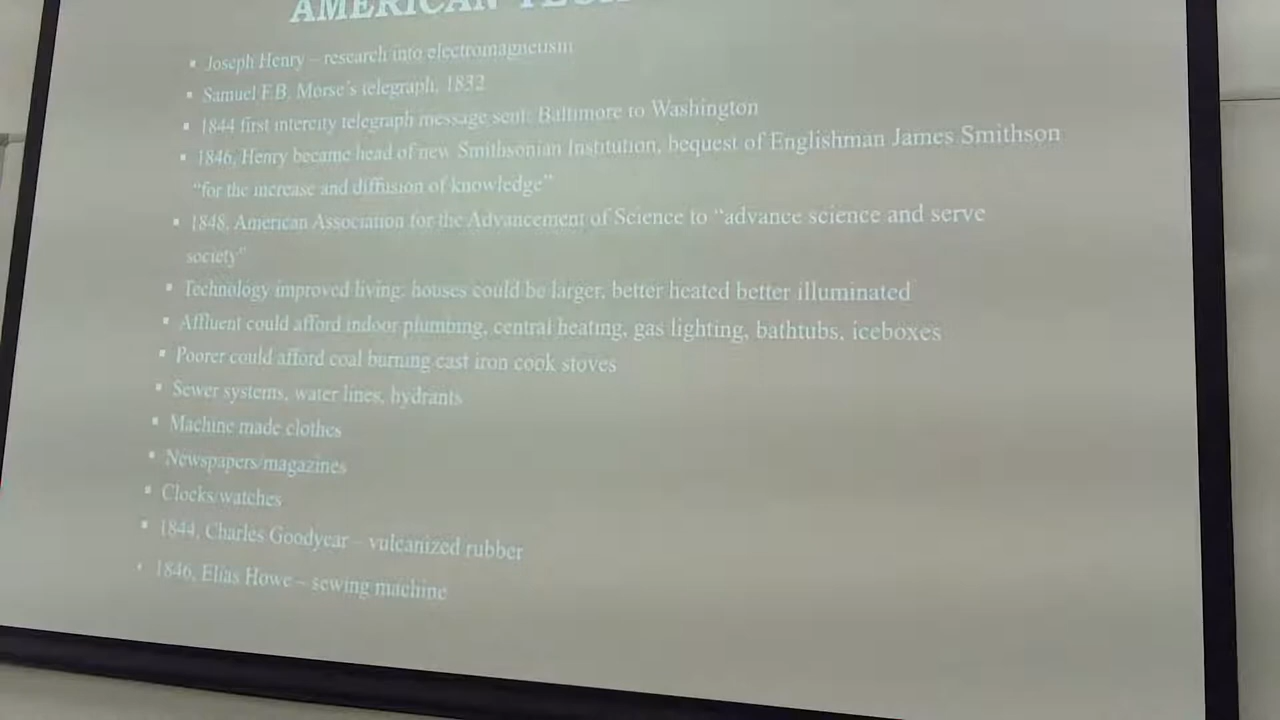 AMERICAN
▪ Joseph Henry – research into electromagnetism
▪ Samuel F.B. Morse's telegraph, 1832
▪ 1844 first intercity telegraph message sent: Baltimore to Washington
▪ 1846, Henry became head of new Smithsonian Institution, bequest of Englishman James Smithson
"for the increase and diffusion of knowledge"
▪ 1848, American Association for the Advancement of Science to "advance science and serve
society"
▪ Technology improved living: houses could be larger, better heated better illuminated
▪ Affluent could afford indoor plumbing, central heating, gas lighting, bathtubs, iceboxes
▪ Poorer could afford coal burning cast iron cook stoves
▪ Sewer systems, water lines, hydrants
▪ Machine made clothes
▪ Newspapers/magazines
▪ Clocks/watches
▪ 1844, Charles Goodyear – vulcanized rubber
▪ 1846, Elias Howe – sewing machine